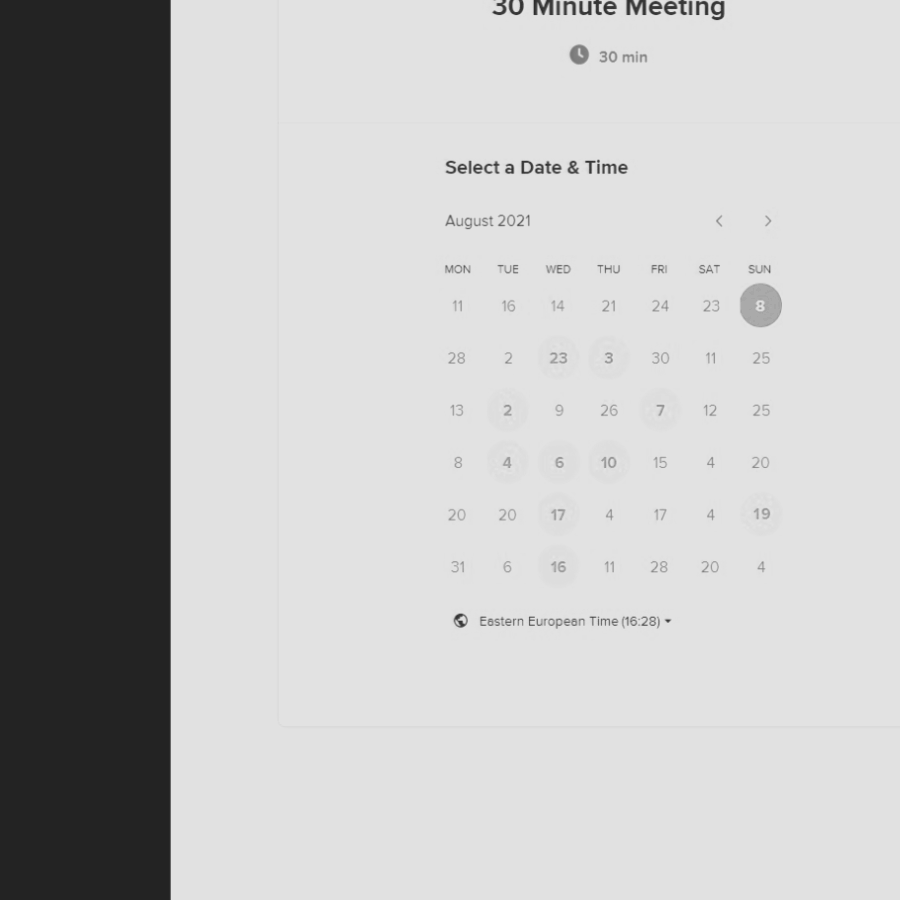 30 Minute Meeting
30 min
Select a Date & Time
August 2021
MON TUE WED THU FRI SAT SUN
11 16 14 21 24 23 8
28 2 23 3 30 11 25
13 2 9 26 7 12 25
8 4 6 10 15 4 20
20 20 17 4 17 4 19
31 6 16 11 28 20 4
Eastern European Time (16:28)